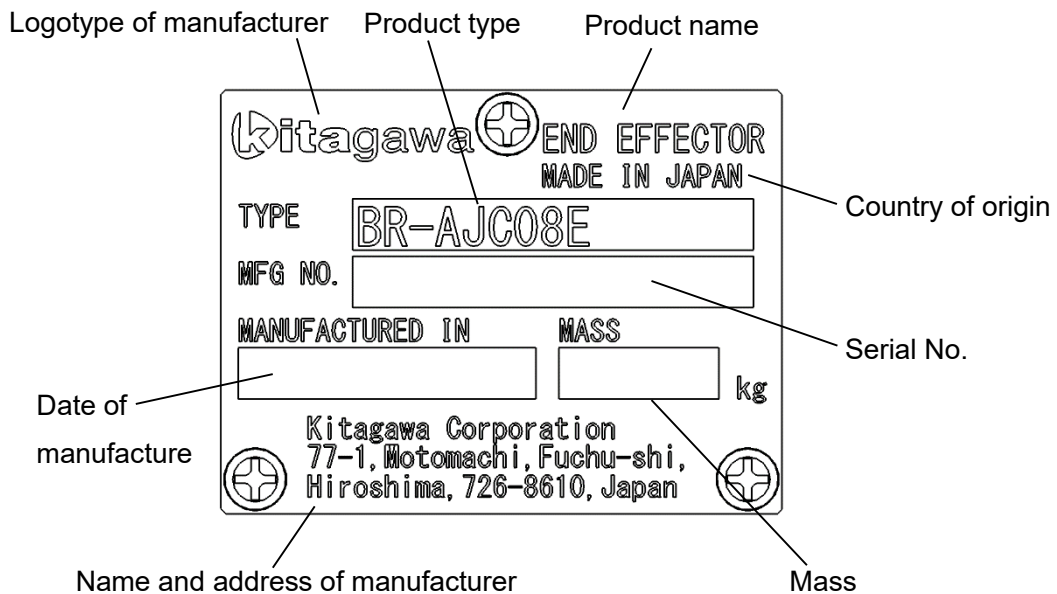 Logotype of manufacturer
Product type
Product name
kitagawa
END EFFECTOR
MADE IN JAPAN
Country of origin
TYPE
BR-AJC08E
MFG NO.
MANUFACTURED IN
MASS
Serial No.
kg
Date of
manufacture
Kitagawa Corporation
77-1,Motomachi,Fuchu-shi,
Hiroshima,726-8610,Japan
Name and address of manufacturer
Mass